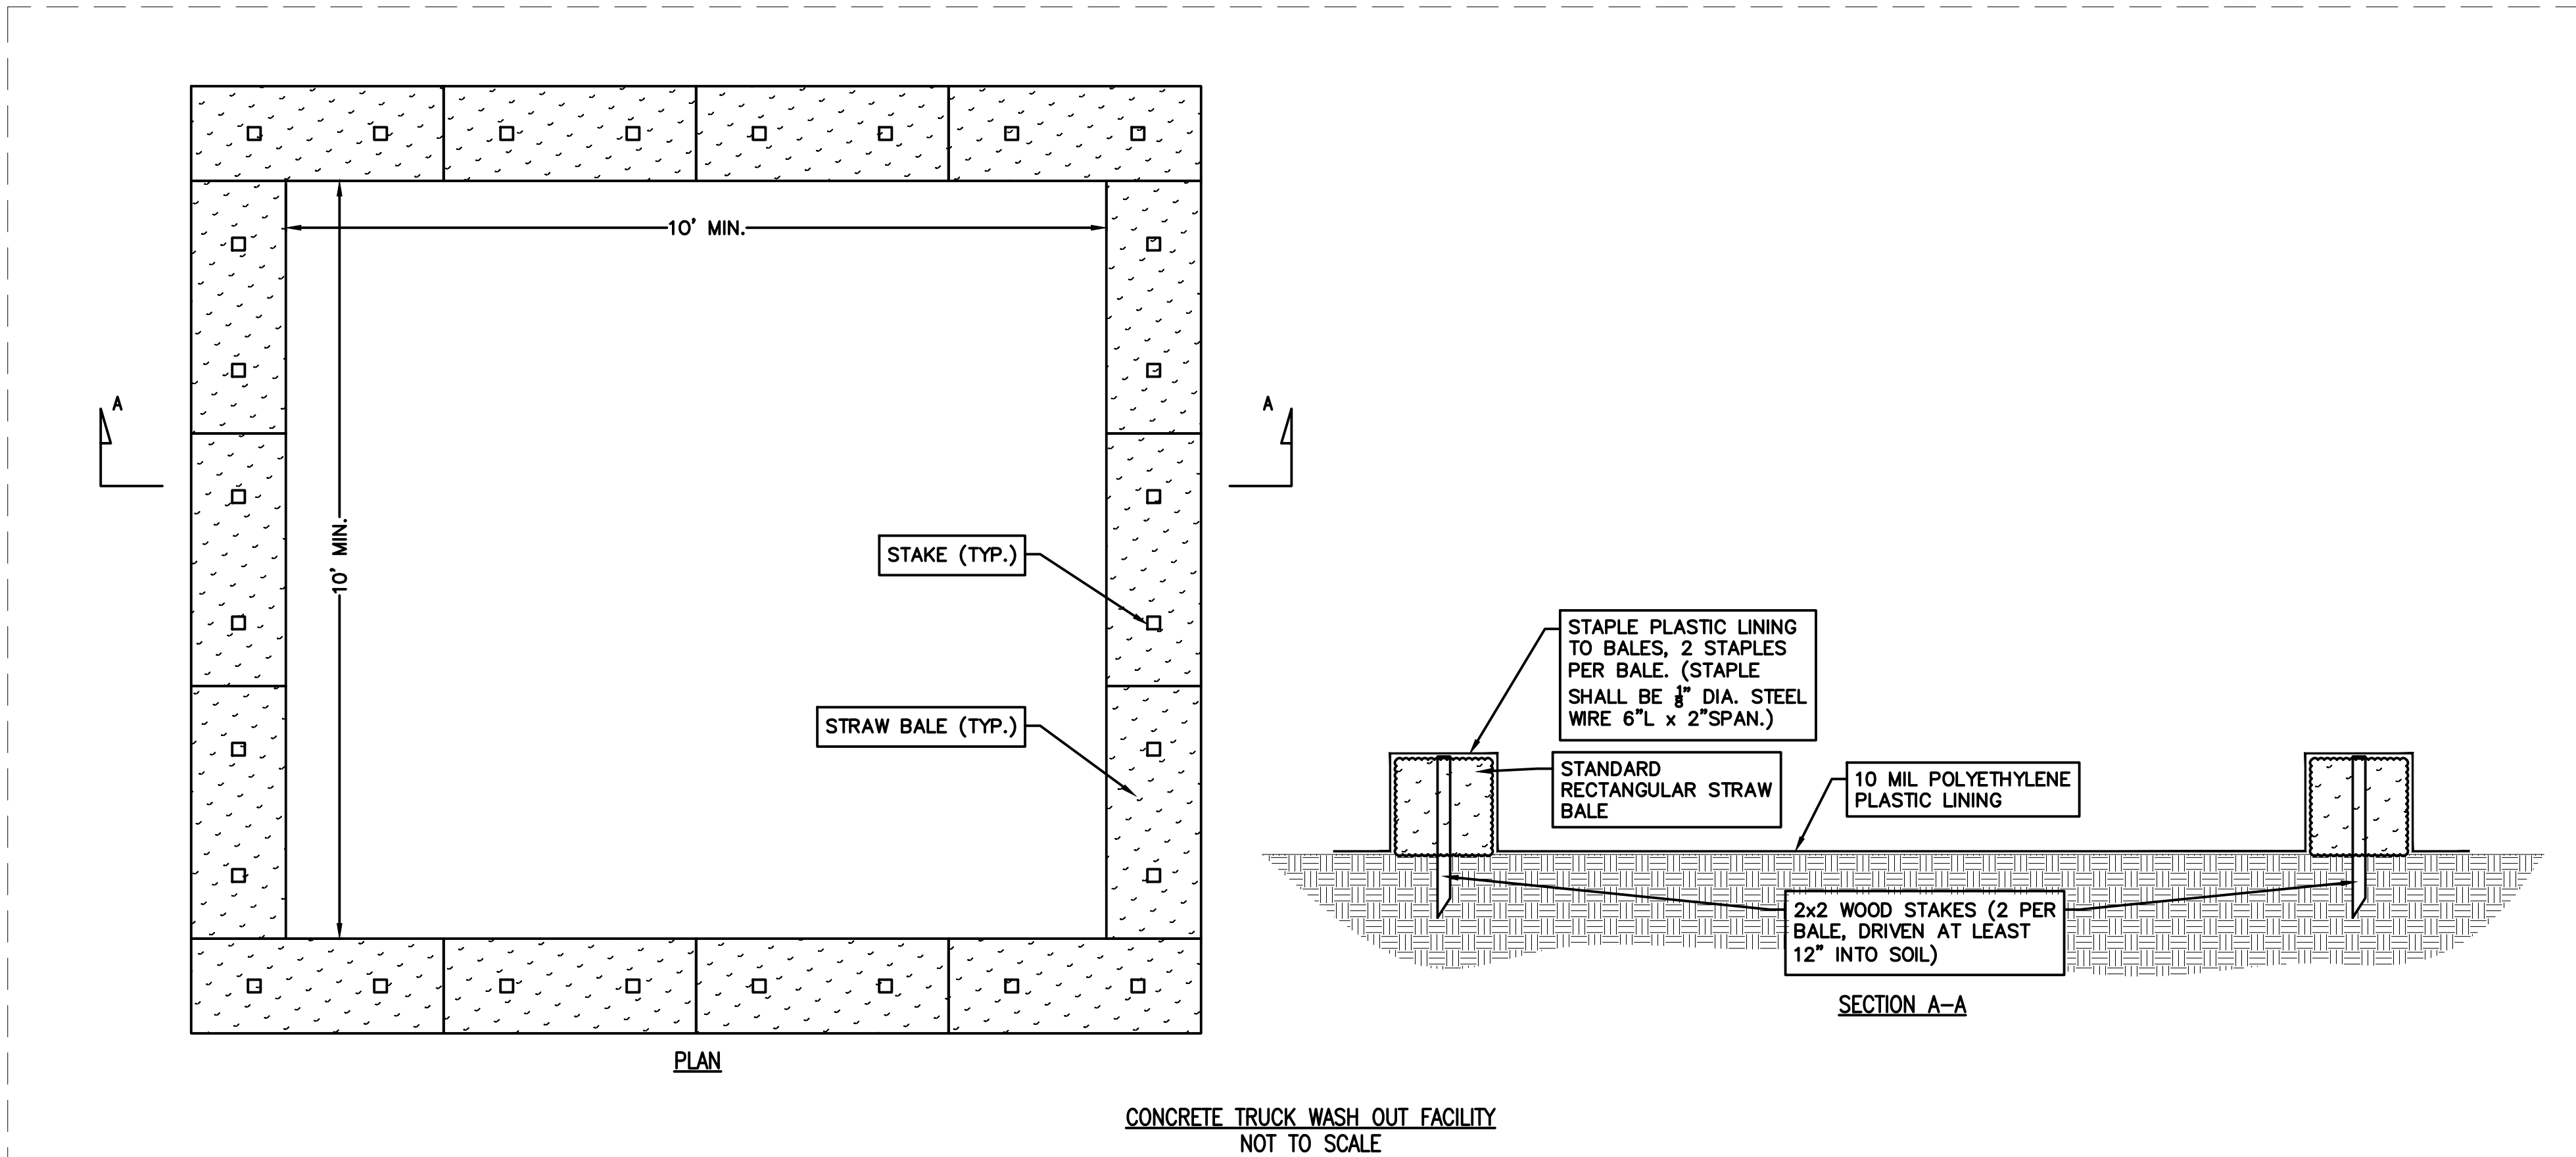 A
A
10' MIN.
10' MIN.
STAKE (TYP.)
STRAW BALE (TYP.)
PLAN
STAPLE PLASTIC LINING
TO BALES, 2 STAPLES
PER BALE. (STAPLE
SHALL BE 1/8" DIA. STEEL
WIRE 6"L x 2"SPAN.)
STANDARD
RECTANGULAR STRAW
BALE
10 MIL POLYETHYLENE
PLASTIC LINING
2x2 WOOD STAKES (2 PER
BALE, DRIVEN AT LEAST
12" INTO SOIL)
SECTION A-A
CONCRETE TRUCK WASH OUT FACILITY
NOT TO SCALE